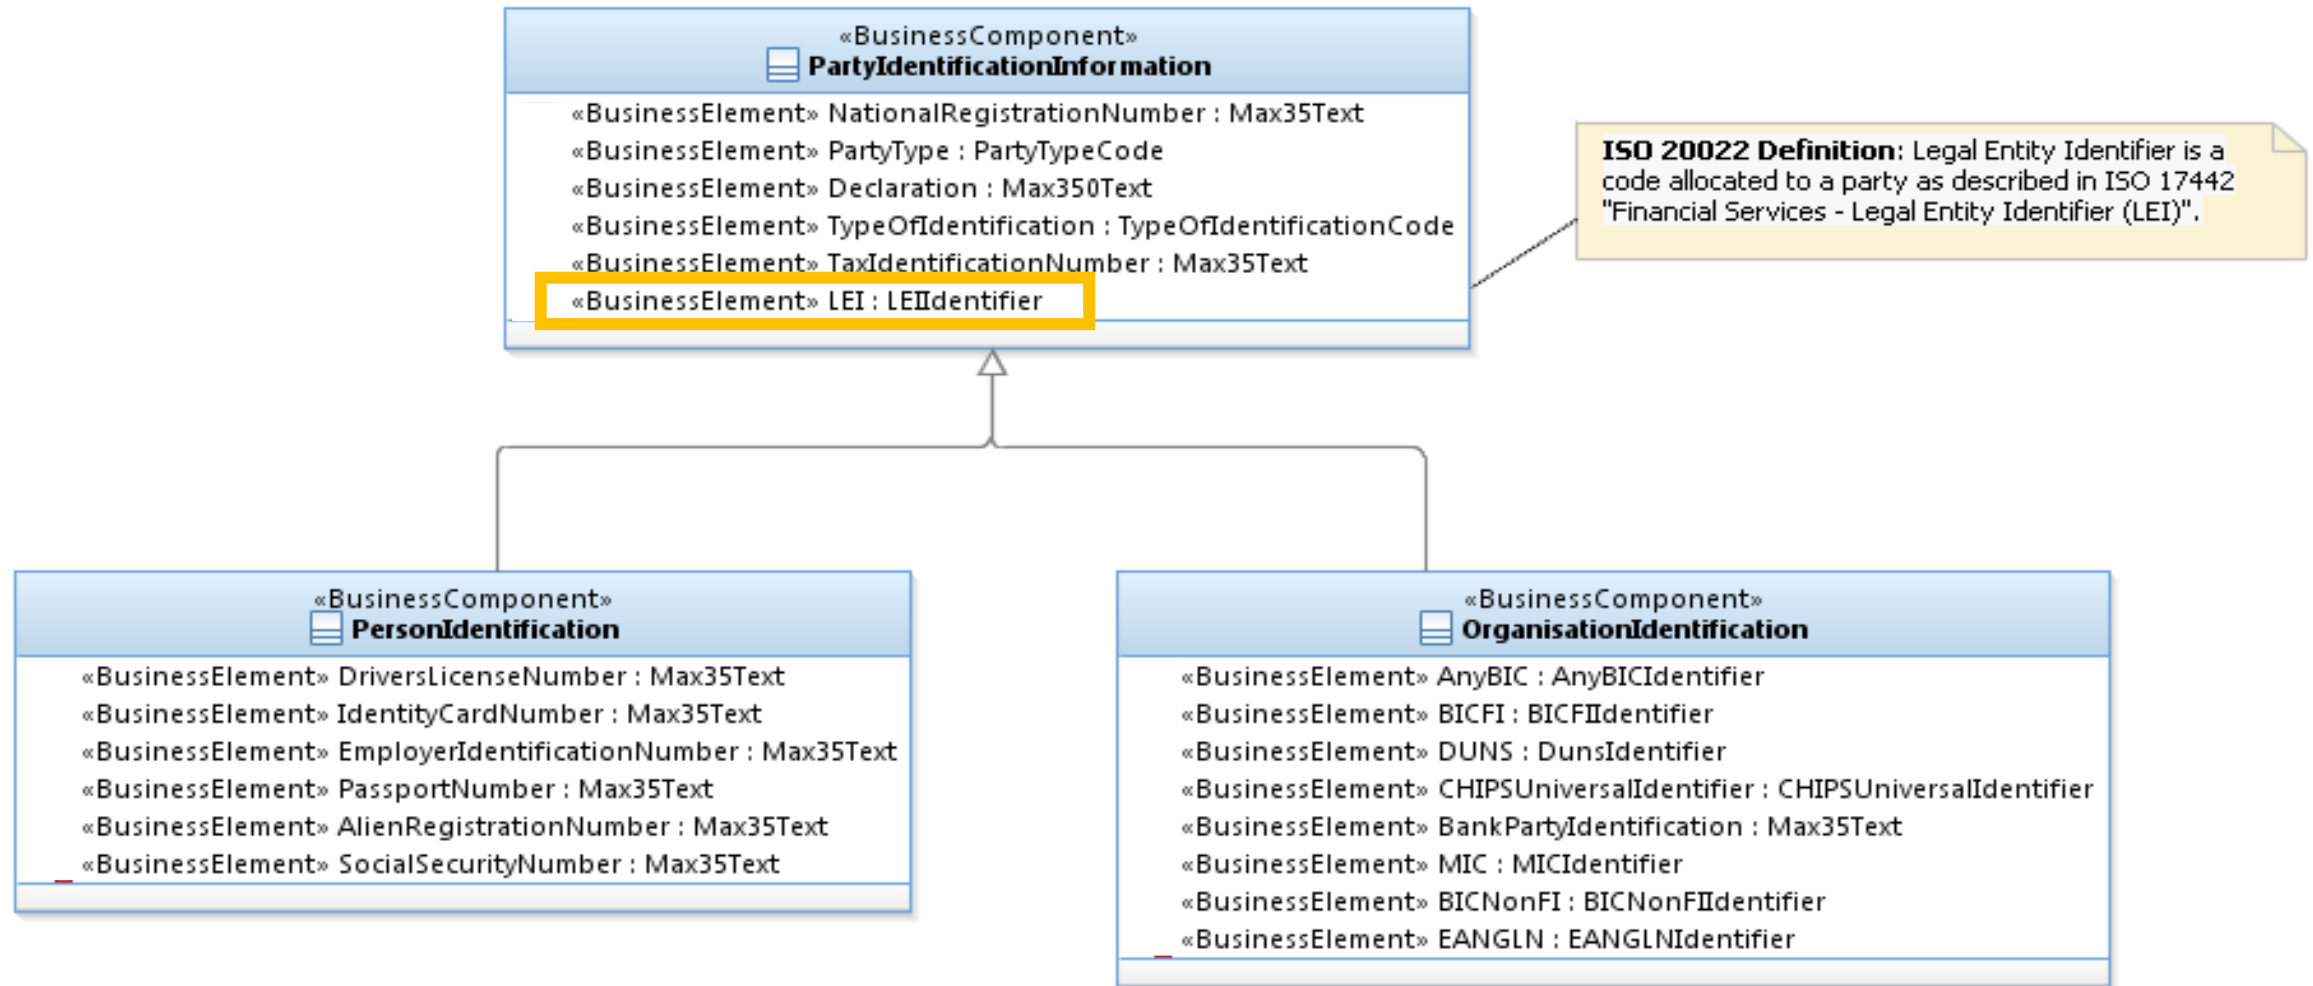 «BusinessComponent»
PartyIdentificationInformation
«BusinessElement» NationalRegistrationNumber : Max35Text
«BusinessElement» PartyType : PartyTypeCode
«BusinessElement» Declaration : Max350Text
«BusinessElement» TypeOfIdentification : TypeOfIdentificationCode
«BusinessElement» TaxIdentificationNumber : Max35Text
«BusinessElement» LEI : LEIIdentifier
ISO 20022 Definition: Legal Entity Identifier is a
code allocated to a party as described in ISO 17442
"Financial Services - Legal Entity Identifier (LEI)".
«BusinessComponent»
PersonIdentification
«BusinessElement» DriversLicenseNumber : Max35Text
«BusinessElement» IdentityCardNumber : Max35Text
«BusinessElement» EmployerIdentificationNumber : Max35Text
«BusinessElement» PassportNumber : Max35Text
«BusinessElement» AlienRegistrationNumber : Max35Text
«BusinessElement» SocialSecurityNumber : Max35Text
«BusinessComponent»
OrganisationIdentification
«BusinessElement» AnyBIC : AnyBICIdentifier
«BusinessElement» BICFI : BICFIIdentifier
«BusinessElement» DUNS : DunsIdentifier
«BusinessElement» CHIPSUniversalIdentifier : CHIPSUniversalIdentifier
«BusinessElement» BankPartyIdentification : Max35Text
«BusinessElement» MIC : MICIdentifier
«BusinessElement» BICNonFI : BICNonFIIdentifier
«BusinessElement» EANGLN : EANGLNIdentifier